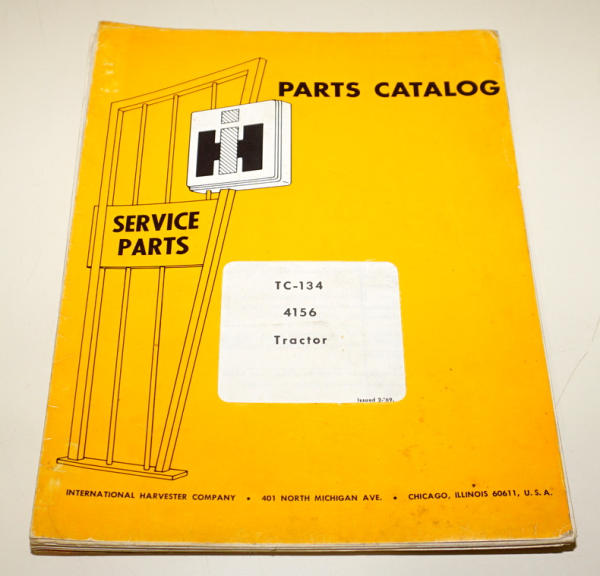 PARTS CATALOG
IH
SERVICE
PARTS
TC-134
4156
Tractor
Issued 2-'69.
INTERNATIONAL HARVESTER COMPANY • 401 NORTH MICHIGAN AVE. • CHICAGO, ILLINOIS 60611, U. S. A.